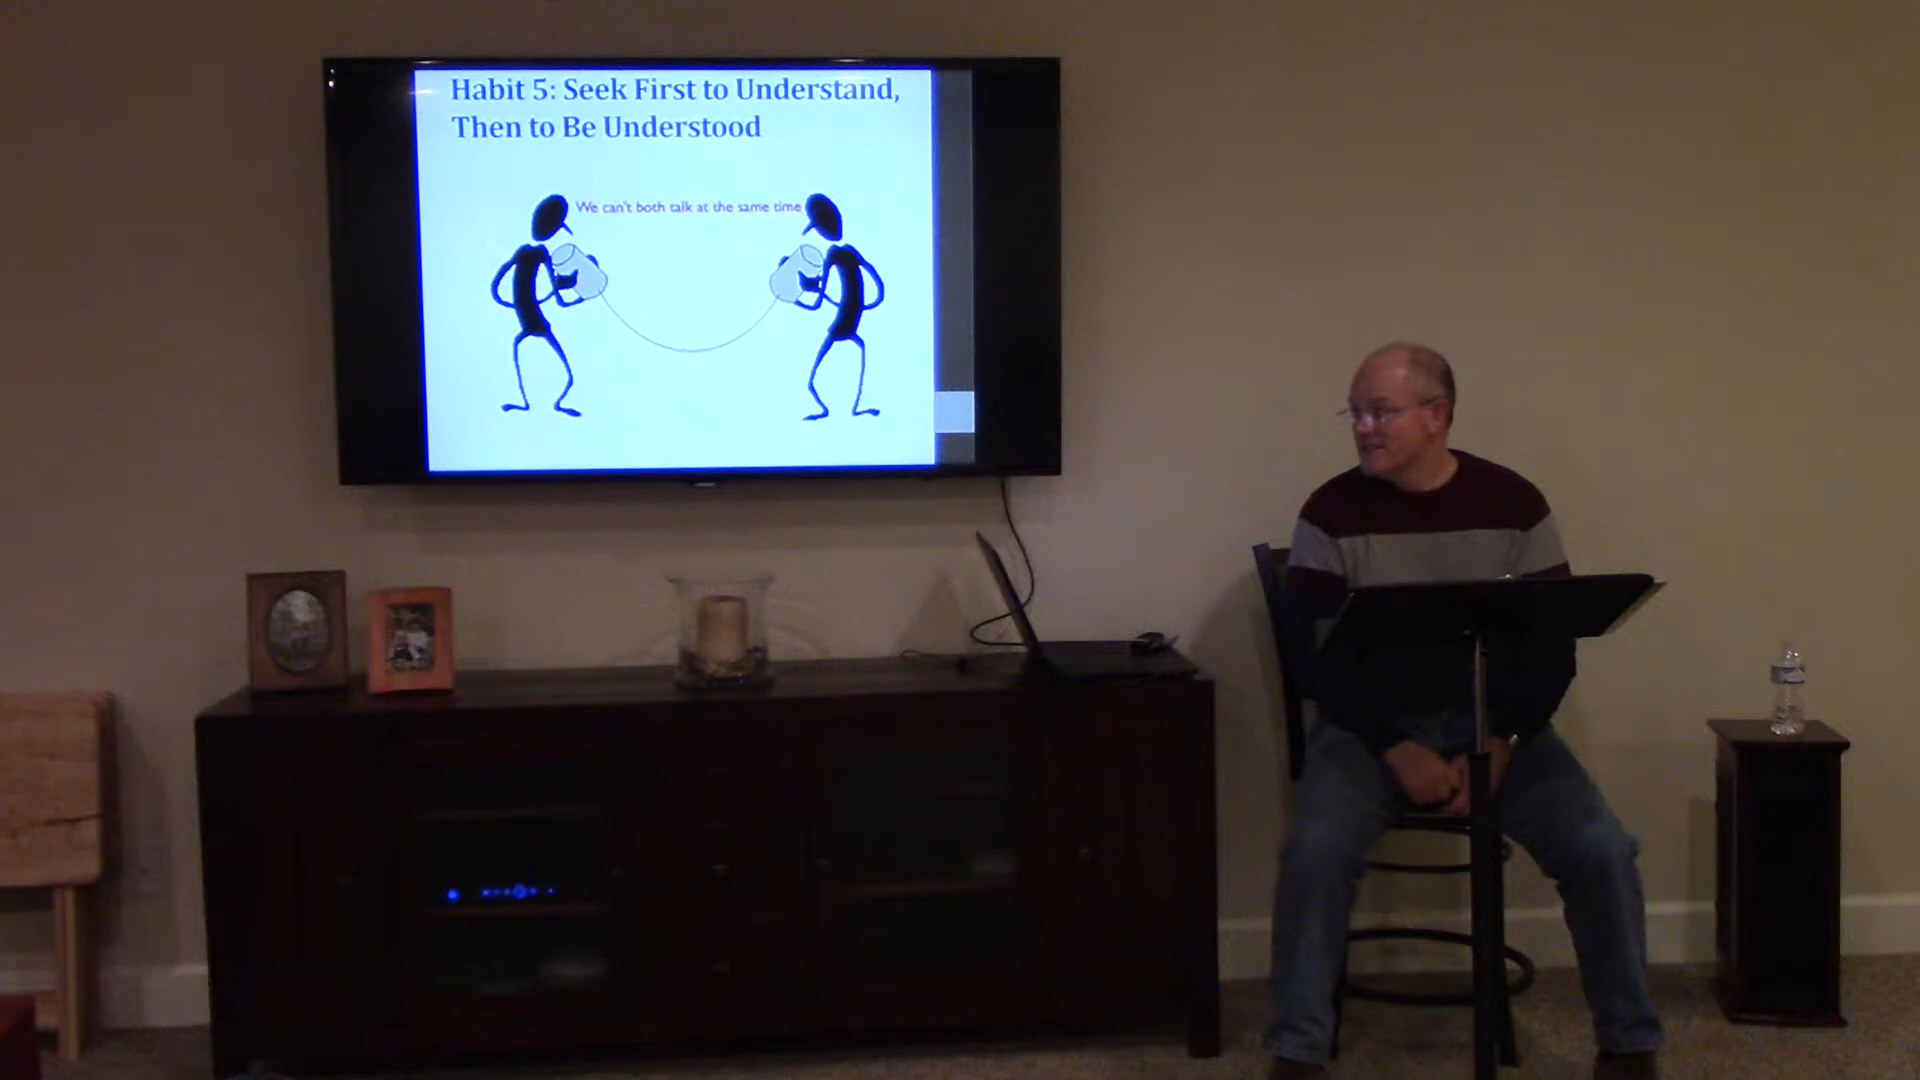 Habit 5: Seek First to Understand,
Then to Be Understood
We can't both talk at the same time